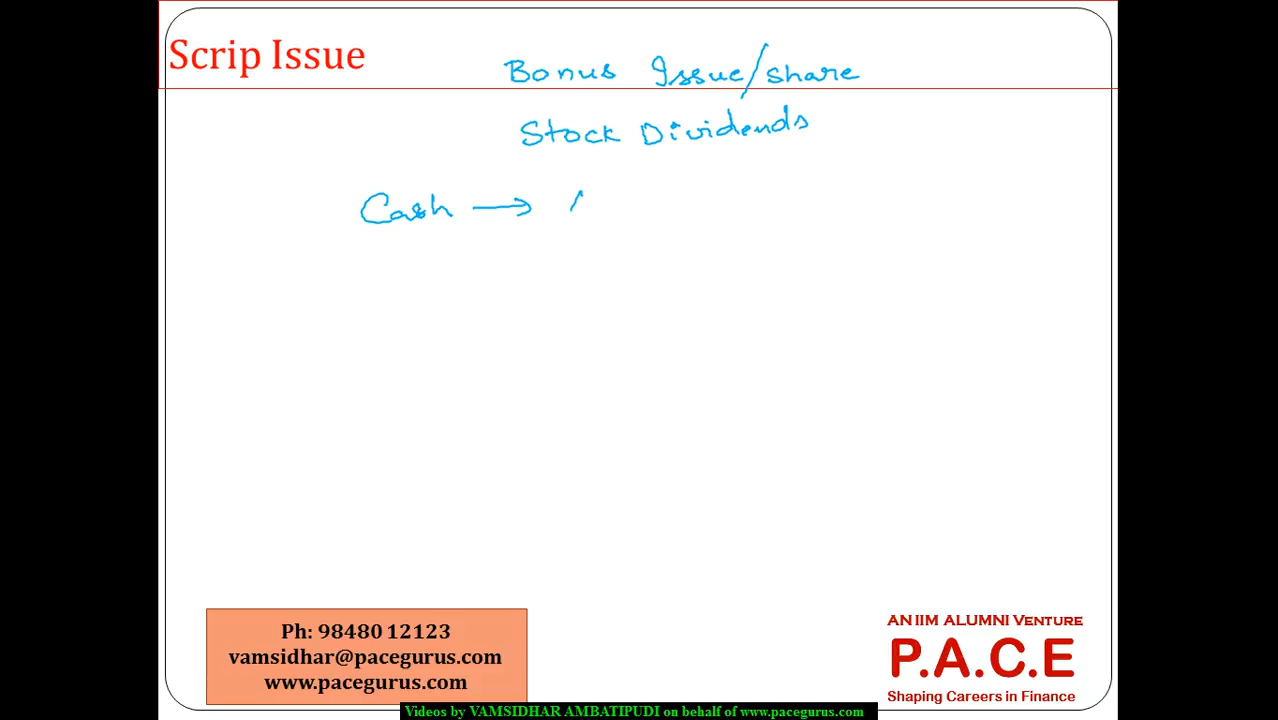 Scrip Issue
Bonus Issue/share
Stock Dividends
Cash →
Ph: 98480 12123
vamsidhar@pacegurus.com
www.pacegurus.com
AN IIM ALUMNI VENTURE
P.A.C.E
Shaping Careers in Finance
Videos by VAMSIDHAR AMBATIPUDI on behalf of www.pacegurus.com